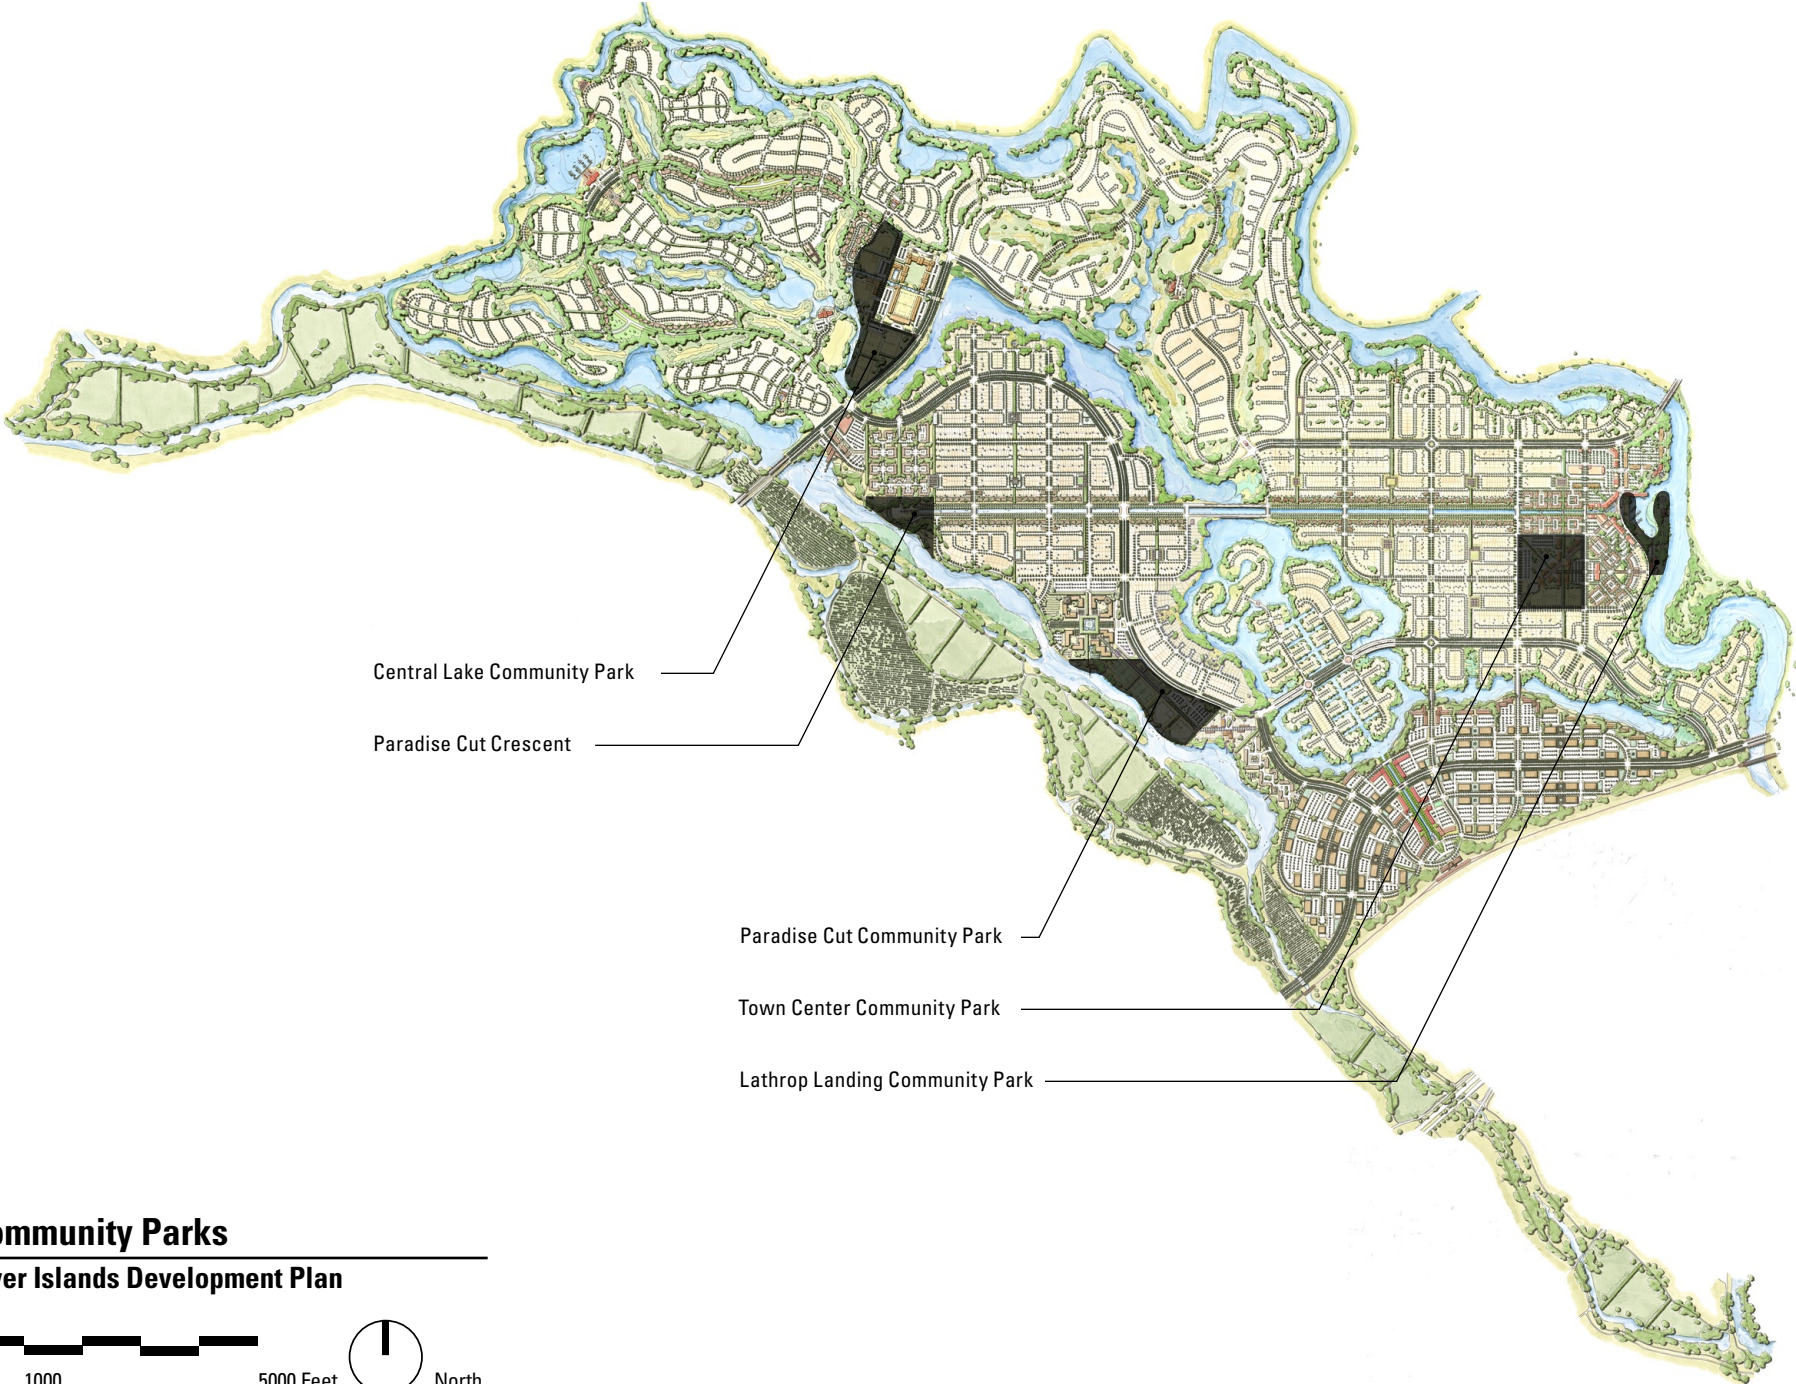 Central Lake Community Park
Paradise Cut Crescent
Paradise Cut Community Park
Town Center Community Park
Lathrop Landing Community Park
ommunity Parks
er Islands Development Plan
1000
5000 Feet
North